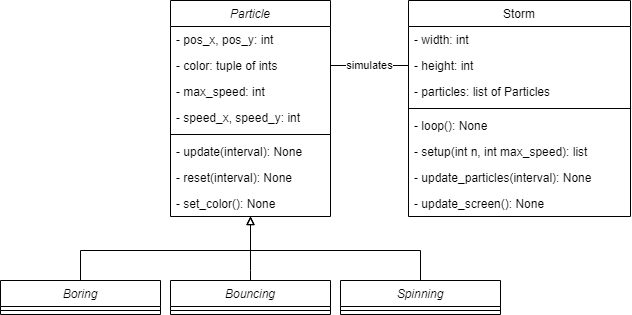 Particle
- pos_x, pos_y: int
- color: tuple of ints
- max_speed: int
- speed_x, speed_y: int
- update(interval): None
- reset(interval): None
- set_color(): None
simulates
Storm
- width: int
- height: int
- particles: list of Particles
- loop(): None
- setup(int n, int max_speed): list
- update_particles(interval): None
- update_screen(): None
Boring
Bouncing
Spinning